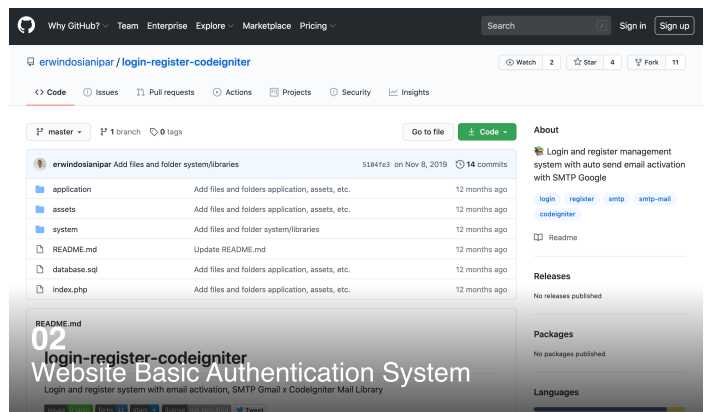 Why GitHub? Team Enterprise Explore Marketplace Pricing Search / Sign in Sign up
erwindosianipar / login-register-codeigniter Watch 2 Star 4 Fork 11
Code Issues Pull requests Actions Projects Security Insights
master 1 branch 0 tags Go to file Code
erwindosianipar Add files and folder system/libraries 5104fe3 on Nov 8, 2019 14 commits
application Add files and folders application, assets, etc. 12 months ago
assets Add files and folders application, assets, etc. 12 months ago
system Add files and folder system/libraries 12 months ago
README.md Update README.md 12 months ago
database.sql Add files and folders application, assets, etc. 12 months ago
index.php Add files and folders application, assets, etc. 12 months ago
README.md
login-register-codeigniter
Login and register system with email activation, SMTP Gmail x CodeIgniter Mail Library
Tweet
About
Login and register management
system with auto send email activation
with SMTP Google
login register smtp smtp-mail
codeigniter
Readme
Releases
No releases published
Packages
No packages published
Languages
02
Website Basic Authentication System